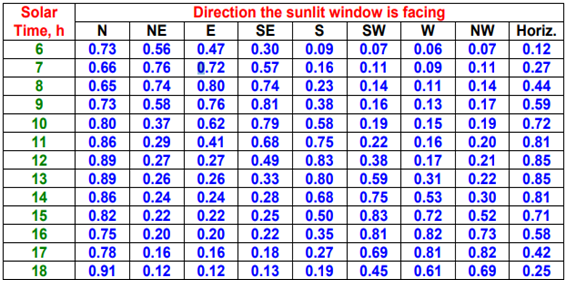 Solar Time, h Direction the sunlit window is facing
N NE E SE S SW W NW Horiz.
6 0.73 0.56 0.47 0.30 0.09 0.07 0.06 0.07 0.12
7 0.66 0.76 0.72 0.57 0.16 0.11 0.09 0.11 0.27
8 0.65 0.74 0.80 0.74 0.23 0.14 0.11 0.14 0.44
9 0.73 0.58 0.76 0.81 0.38 0.16 0.13 0.17 0.59
10 0.80 0.37 0.62 0.79 0.58 0.19 0.15 0.19 0.72
11 0.86 0.29 0.41 0.68 0.75 0.22 0.16 0.20 0.81
12 0.89 0.27 0.27 0.49 0.83 0.38 0.17 0.21 0.85
13 0.89 0.26 0.26 0.33 0.80 0.59 0.31 0.22 0.85
14 0.86 0.24 0.24 0.28 0.68 0.75 0.53 0.30 0.81
15 0.82 0.22 0.22 0.25 0.50 0.83 0.72 0.52 0.71
16 0.75 0.20 0.20 0.22 0.35 0.81 0.82 0.73 0.58
17 0.78 0.16 0.16 0.18 0.27 0.69 0.81 0.82 0.42
18 0.91 0.12 0.12 0.13 0.19 0.45 0.61 0.69 0.25